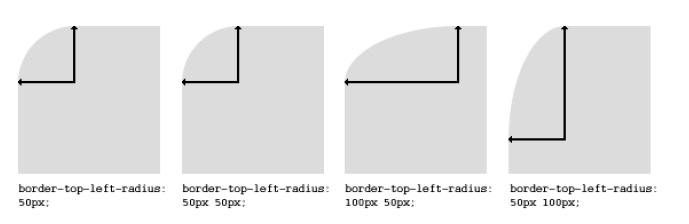 border-top-left-radius:
50px;
border-top-left-radius:
50px 50px;
border-top-left-radius:
100px 50px;
border-top-left-radius:
50px 100px;